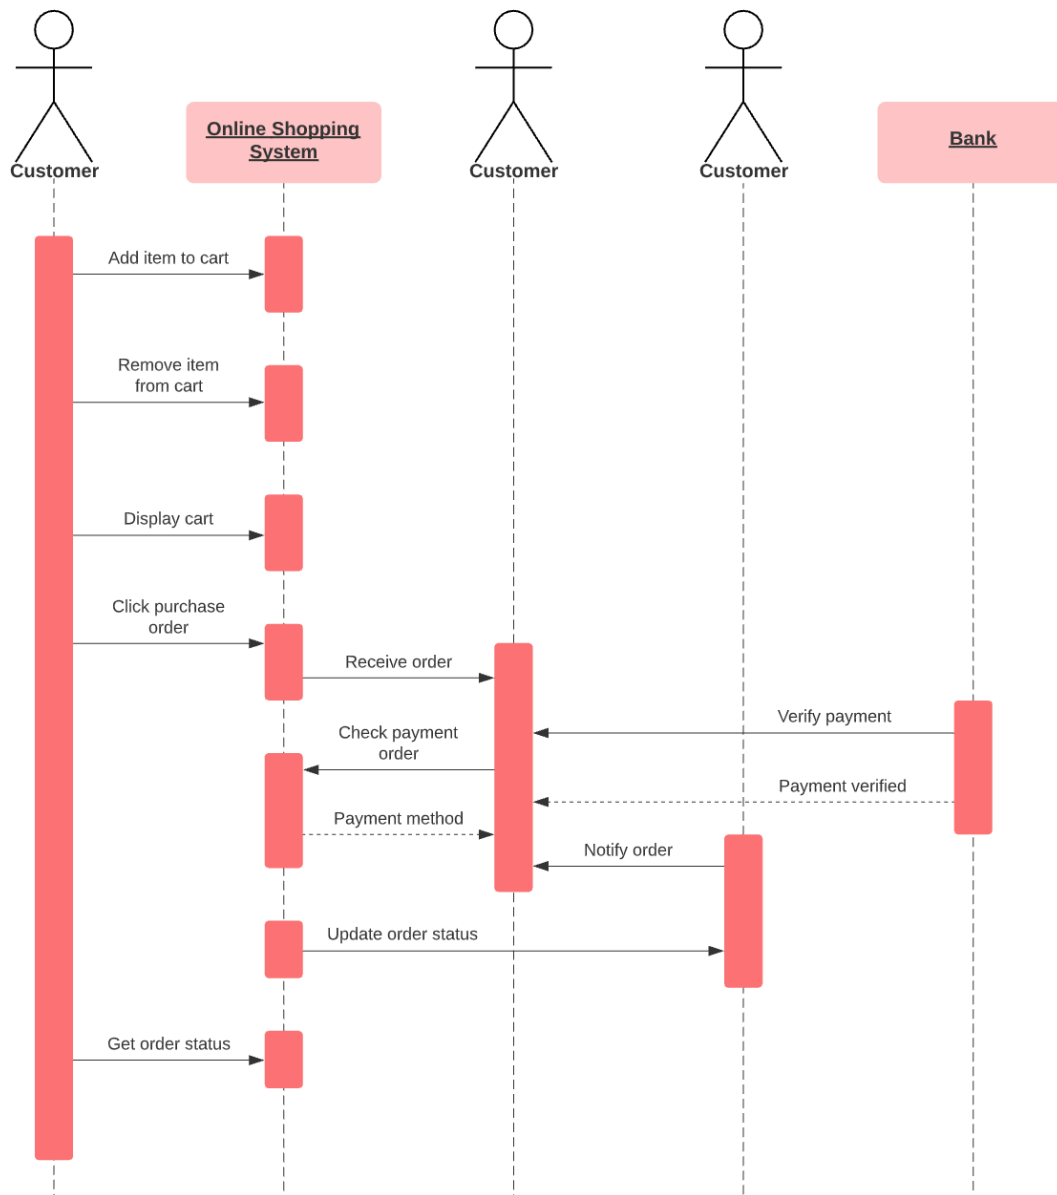 Online Shopping
System
Bank
Customer
Customer
Customer
Add item to cart
Remove item
from cart
Display cart
Click purchase
order
Receive order
Verify payment
Check payment
order
Payment verified
Payment method
Notify order
Update order status
Get order status